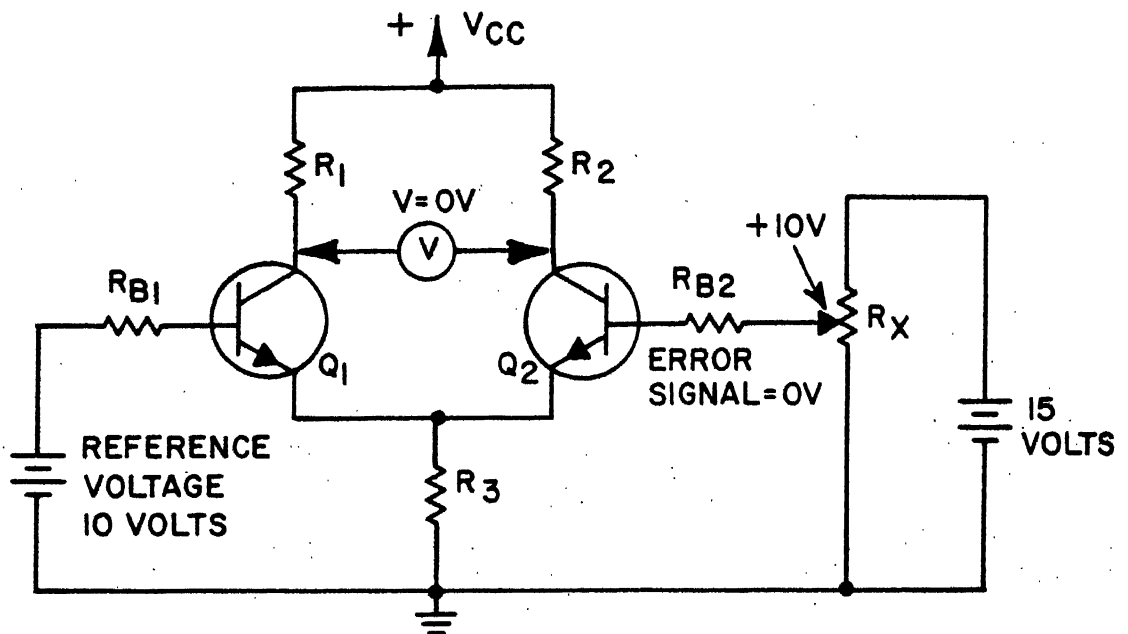 + VCC
R1
R2
V=0V
V
+10V
RB1
RB2
RX
Q1
Q2
ERROR
SIGNAL=0V
15
VOLTS
REFERENCE
VOLTAGE
10 VOLTS
R3